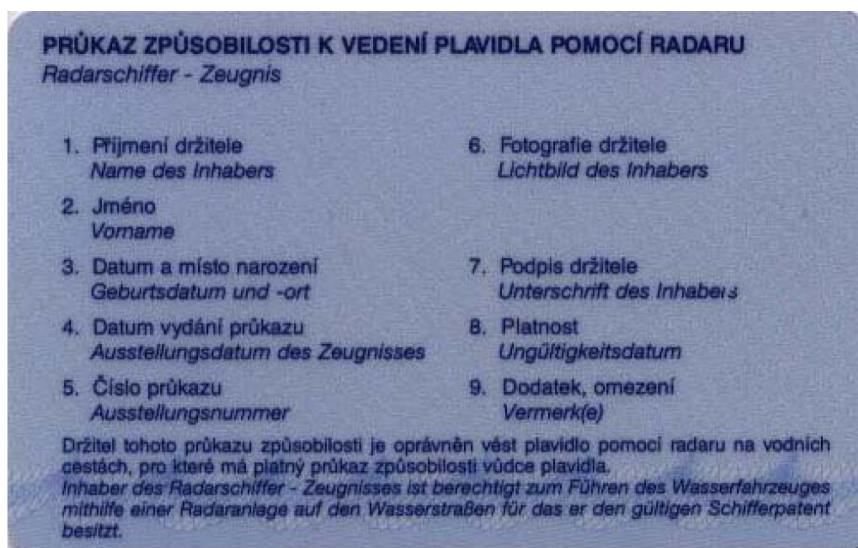 PRŮKAZ ZPŮSOBILOSTI K VEDENÍ PLAVIDLA POMOCÍ RADARU
Radarschiffer - Zeugnis
1. Příjmení držitele
Name des Inhabers
2. Jméno
Vorname
3. Datum a místo narození
Geburtsdatum und -ort
4. Datum vydání průkazu
Ausstellungsdatum des Zeugnisses
5. Číslo průkazu
Ausstellungsnummer
6. Fotografie držitele
Lichtbild des Inhabers
7. Podpis držitele
Unterschrift des Inhabers
8. Platnost
Ungültigkeitsdatum
9. Dodatek, omezení
Vermerk(e)
Držitel tohoto průkazu způsobilosti je oprávněn vést plavidlo pomocí radaru na vodních
cestách, pro které má platný průkaz způsobilosti vůdce plavidla.
Inhaber des Radarschiffer - Zeugnisses ist berechtigt zum Führen des Wasserfahrzeuges
mithilfe einer Radaranlage auf den Wasserstraßen für das er den gültigen Schifferpatent
besitzt.